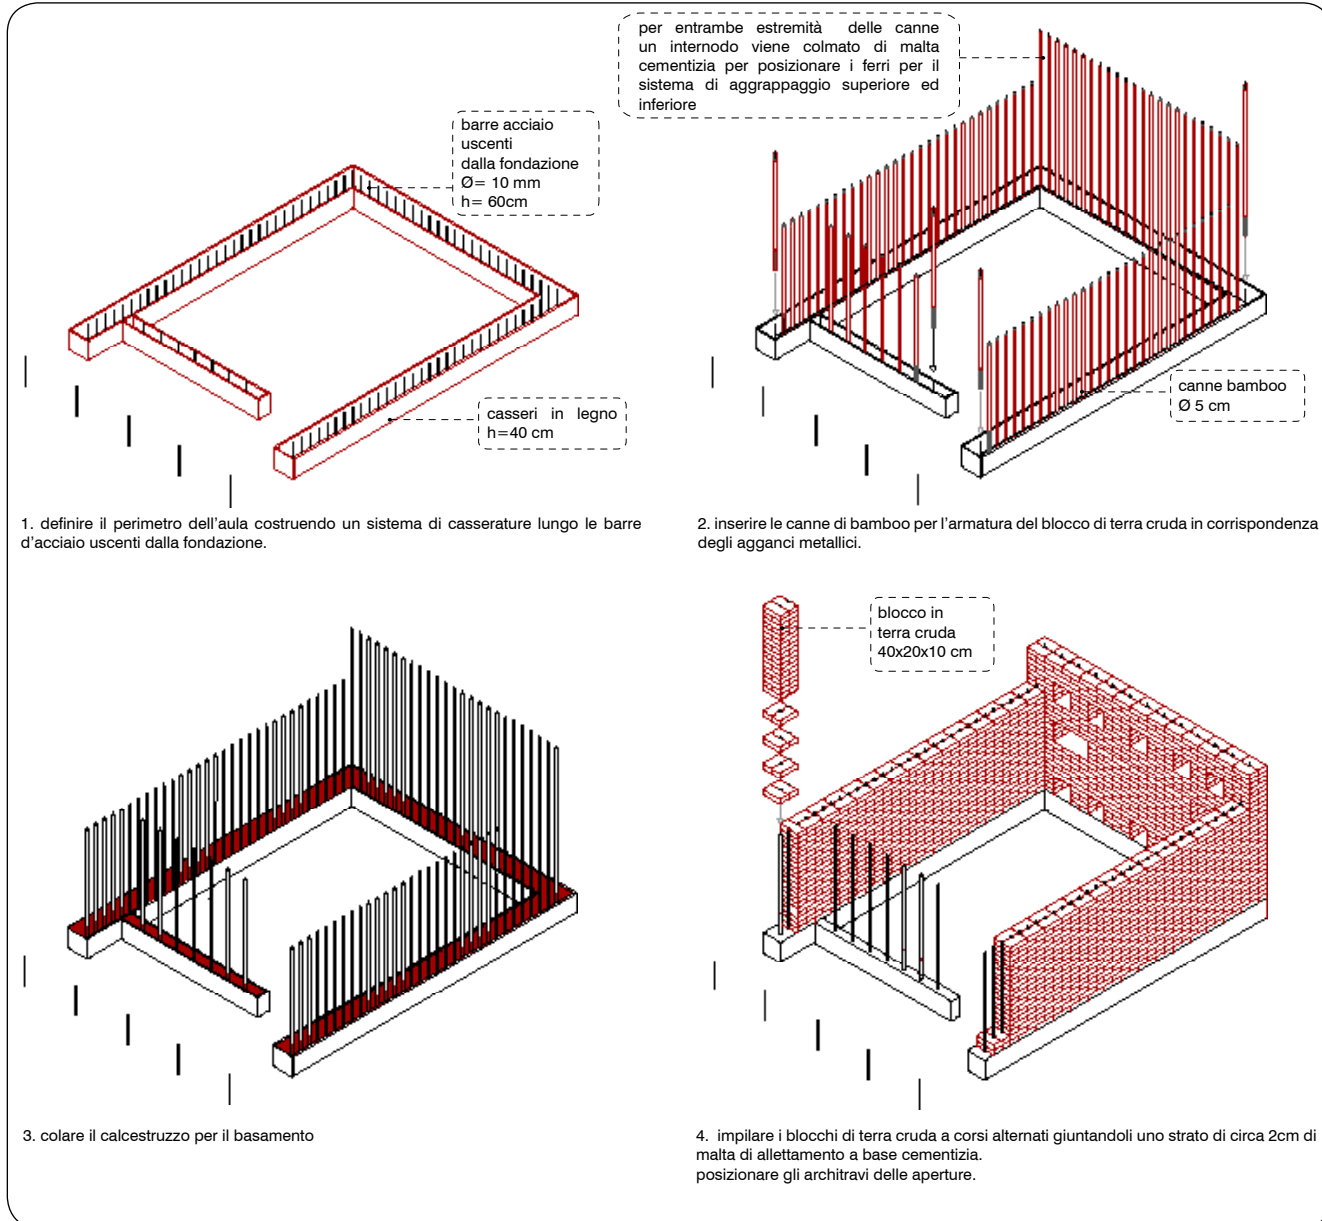 barre acciaio
uscenti
dalla fondazione
Ø= 10 mm
h= 60cm
casseri in legno
h=40 cm
1. definire il perimetro dell'aula costruendo un sistema di casserature lungo le barre
d'acciaio uscenti dalla fondazione.
per entrambe estremità delle canne
un internodo viene colmato di malta
cementizia per posizionare i ferri per il
sistema di aggrappaggio superiore ed
inferiore
canne bamboo
Ø 5 cm
2. inserire le canne di bamboo per l'armatura del blocco di terra cruda in corrispondenza
degli agganci metallici.
3. colare il calcestruzzo per il basamento
blocco in
terra cruda
40x20x10 cm
4. impilare i blocchi di terra cruda a corsi alternati giuntandoli uno strato di circa 2cm di
malta di allettamento a base cementizia.
posizionare gli architravi delle aperture.